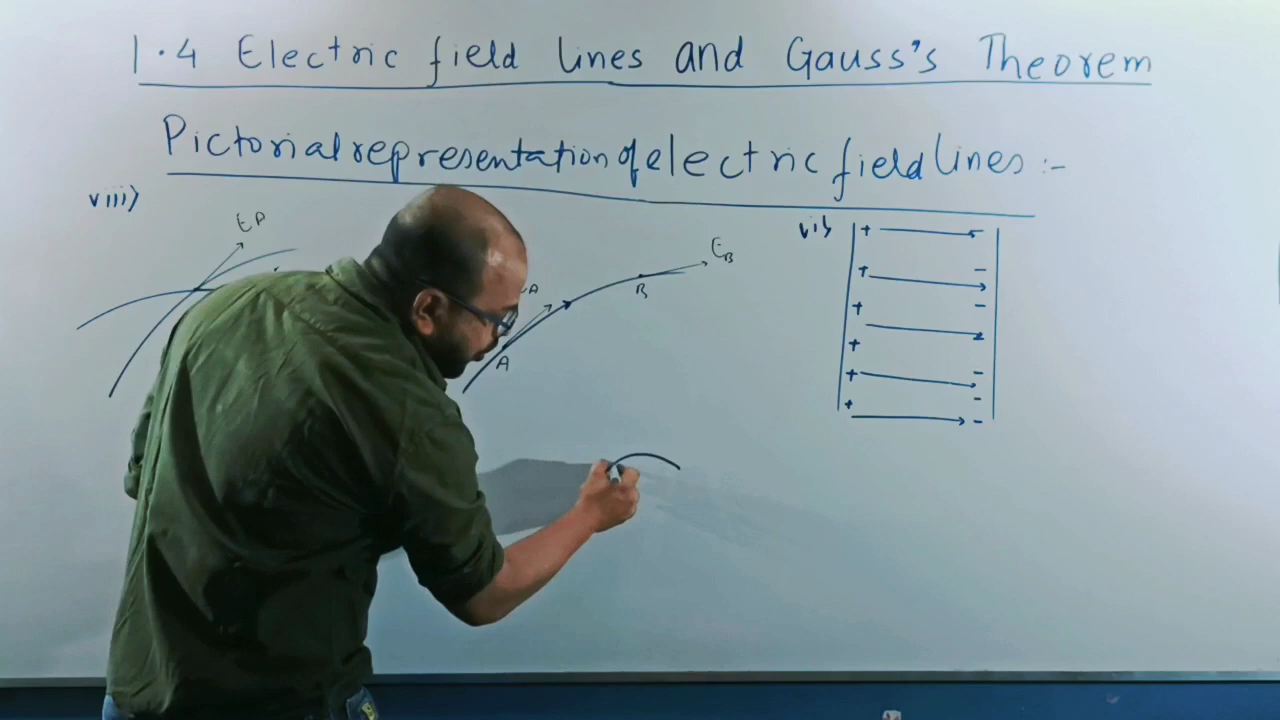 1.4 Electric field lines and Gauss's Theorem
Pictorial representation of electric field lines :-
viii)
EP
A
EB
B
A
vi)
+
+ -
+ -
+
+ -
-
+ -